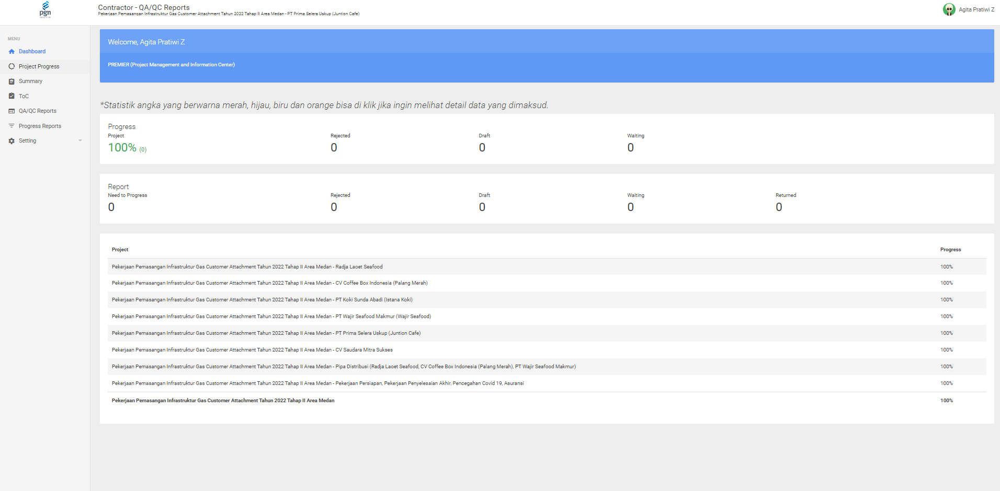 pgn
Contractor - QA/QC Reports
Pekerjaan Pemasangan Infrastruktur Gas Customer Attachment Tahun 2022 Tahap II Area Medan - PT Prima Selera Uskup (Juntion Cafe)
Agita Pratiwi Z
MENU
Dashboard
Project Progress
Summary
ToC
QA/QC Reports
Progress Reports
Setting
Welcome, Agita Pratiwi Z
PREMIER (Project Management and Information Center)
*Statistik angka yang berwarna merah, hijau, biru dan orange bisa di klik jika ingin melihat detail data yang dimaksud.
Progress
Project Rejected Draft Waiting
100% (0) 0 0 0
Report
Need to Progress Rejected Draft Waiting Returned
0 0 0 0 0
Project Progress
Pekerjaan Pemasangan Infrastruktur Gas Customer Attachment Tahun 2022 Tahap II Area Medan - Radja Laoet Seafood 100%
Pekerjaan Pemasangan Infrastruktur Gas Customer Attachment Tahun 2022 Tahap II Area Medan - CV Coffee Box Indonesia (Palang Merah) 100%
Pekerjaan Pemasangan Infrastruktur Gas Customer Attachment Tahun 2022 Tahap II Area Medan - PT Koki Sunda Abadi (Istana Koki) 100%
Pekerjaan Pemasangan Infrastruktur Gas Customer Attachment Tahun 2022 Tahap II Area Medan - PT Wajir Seafood Makmur (Wajir Seafood) 100%
Pekerjaan Pemasangan Infrastruktur Gas Customer Attachment Tahun 2022 Tahap II Area Medan - PT Prima Selera Uskup (Juntion Cafe) 100%
Pekerjaan Pemasangan Infrastruktur Gas Customer Attachment Tahun 2022 Tahap II Area Medan - CV Saudara Mitra Sukses 100%
Pekerjaan Pemasangan Infrastruktur Gas Customer Attachment Tahun 2022 Tahap II Area Medan - Pipa Distribusi (Radja Laoet Seafood, CV Coffee Box Indonesia (Palang Merah), PT Wajir Seafood Makmur) 100%
Pekerjaan Pemasangan Infrastruktur Gas Customer Attachment Tahun 2022 Tahap II Area Medan - Pekerjaan Persiapan, Pekerjaan Penyelesaian Akhir, Pencegahan Covid 19, Asuransi 100%
Pekerjaan Pemasangan Infrastruktur Gas Customer Attachment Tahun 2022 Tahap II Area Medan 100%